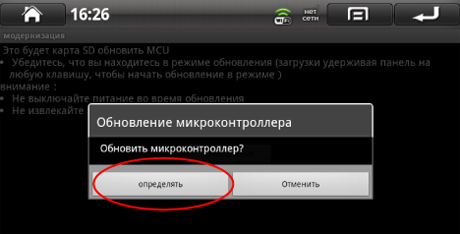 16:26
нет
сети
модернизация
Это будет карта SD обновить MCU
• Убедитесь, что вы находитесь в режиме обновления (загрузки удерживая панель на
любую клавишу, чтобы начать обновление в режиме )
внимание :
• Не выключайте питание во время обновления
• Не извлекайте
Обновление микроконтроллера
Обновить микроконтроллер?
определять
Отменить